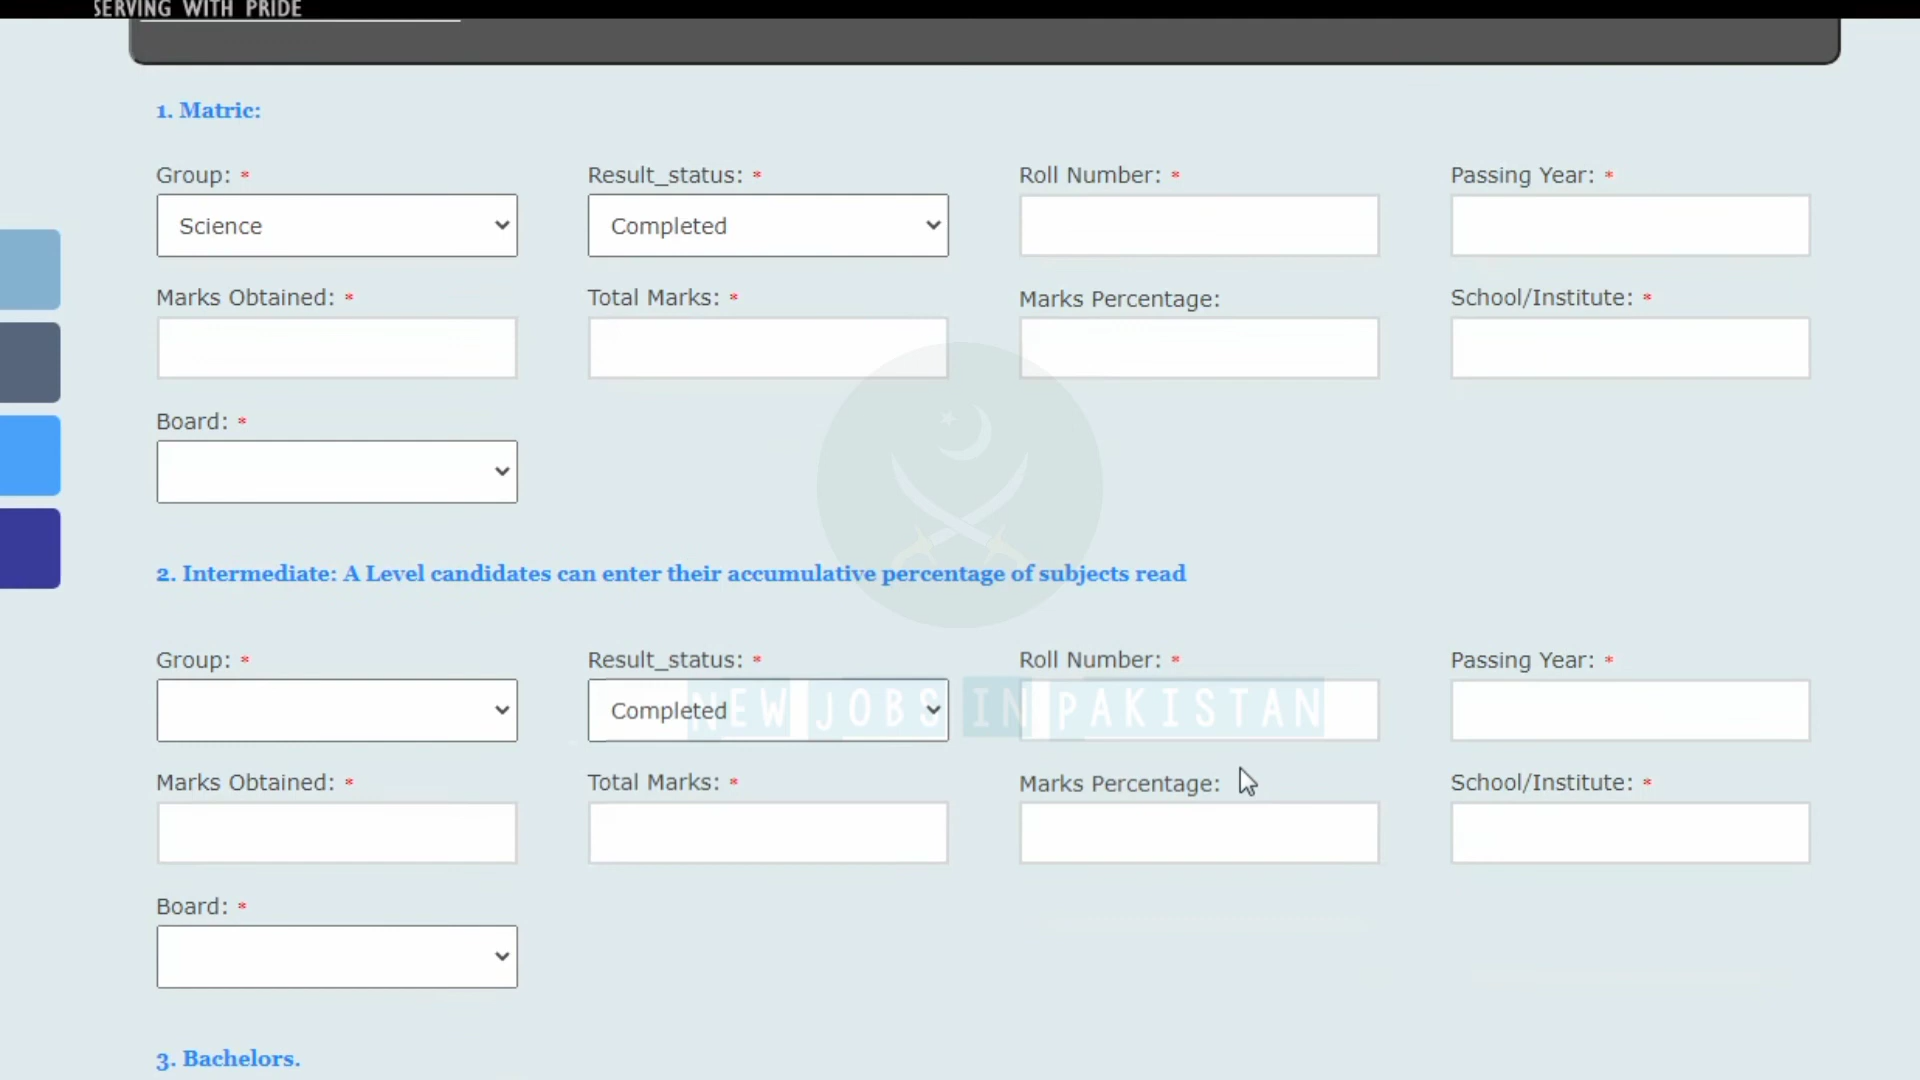 SERVING WITH PRIDE
1. Matric:
Group: * Result_status: * Roll Number: * Passing Year: *
Science Completed
Marks Obtained: * Total Marks: * Marks Percentage: School/Institute: *
Board: *
2. Intermediate: A Level candidates can enter their accumulative percentage of subjects read
Group: * Result_status: * Roll Number: * Passing Year: *
Completed
NEW JOBS IN PAKISTAN
Marks Obtained: * Total Marks: * Marks Percentage: School/Institute: *
Board: *
3. Bachelors.